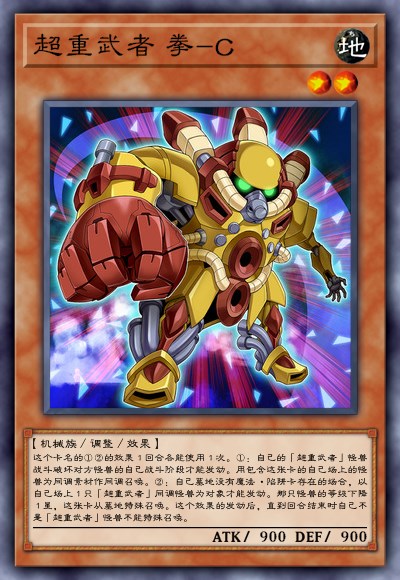 超重武者 拳-C
地
【机械族/调整/效果】
这个卡名的①②的效果1回合各能使用1次。①：自己的「超重武者」怪兽
战斗破坏对方怪兽的自己战斗阶段才能发动。用包含这张卡的自己场上的怪
兽为同调素材作同调召唤。②：自己墓地没有魔法·陷阱卡存在的场合，以
自己场上1只「超重武者」同调怪兽为对象才能发动。那只怪兽的等级下降
1星，这张卡从墓地特殊召唤。这个效果的发动后，直到回合结束时自己不
是「超重武者」怪兽不能特殊召唤。
ATK/ 900 DEF/ 900